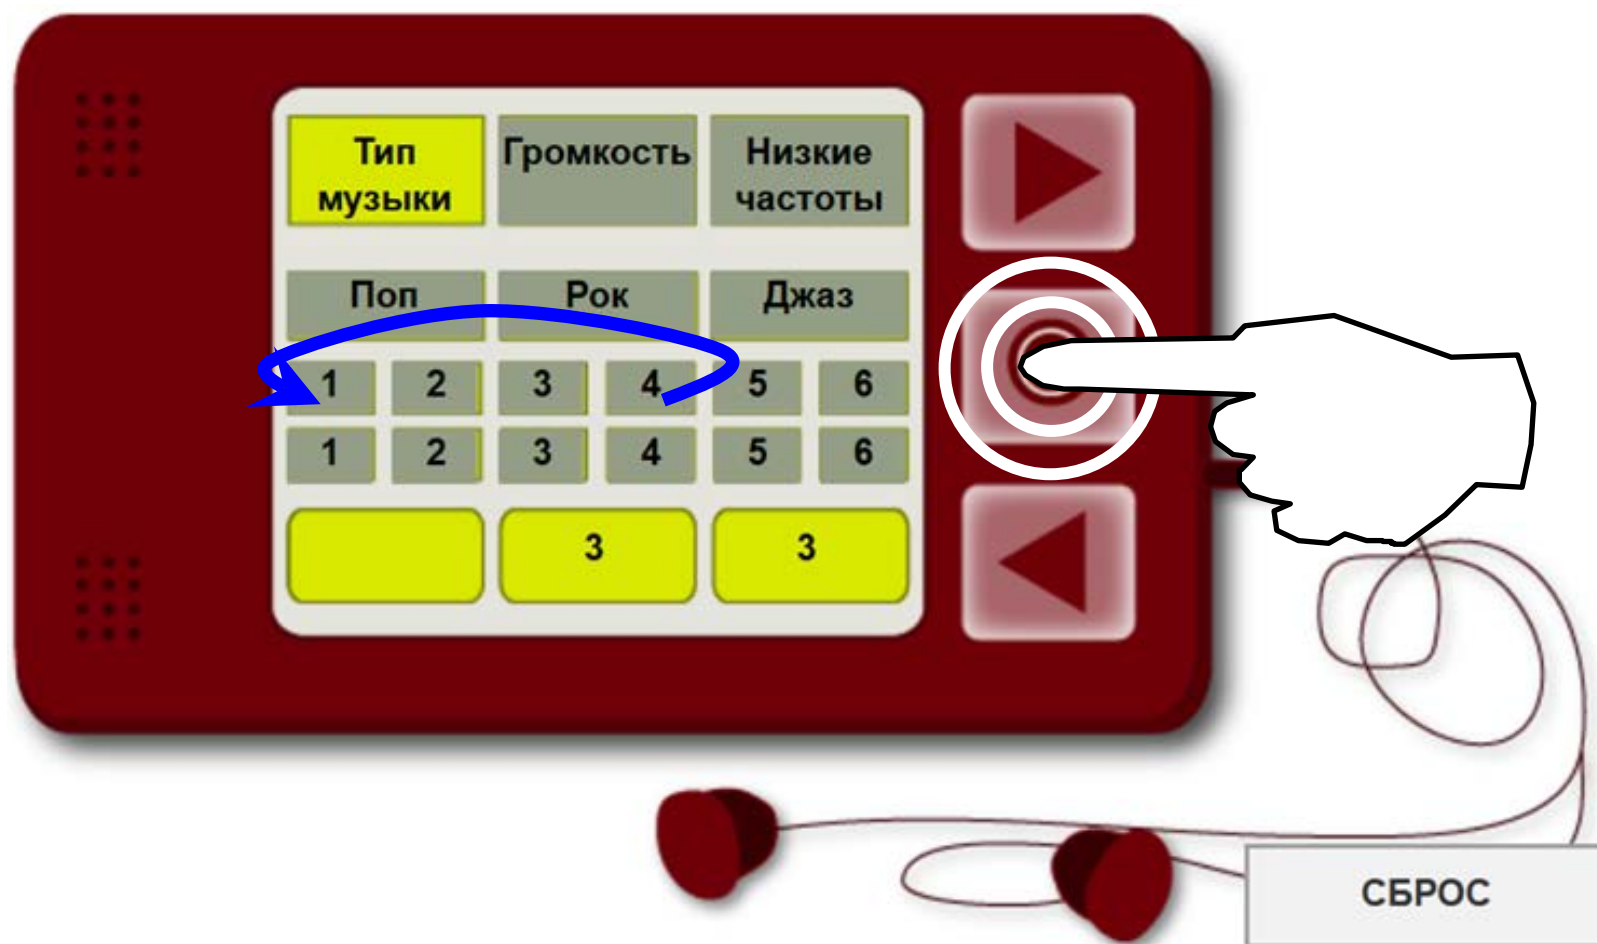 Тип Громкость Низкие
музыки частоты
Поп Рок Джаз
1 2 3 4 5 6
1 2 3 4 5 6
3 3
СБРОС